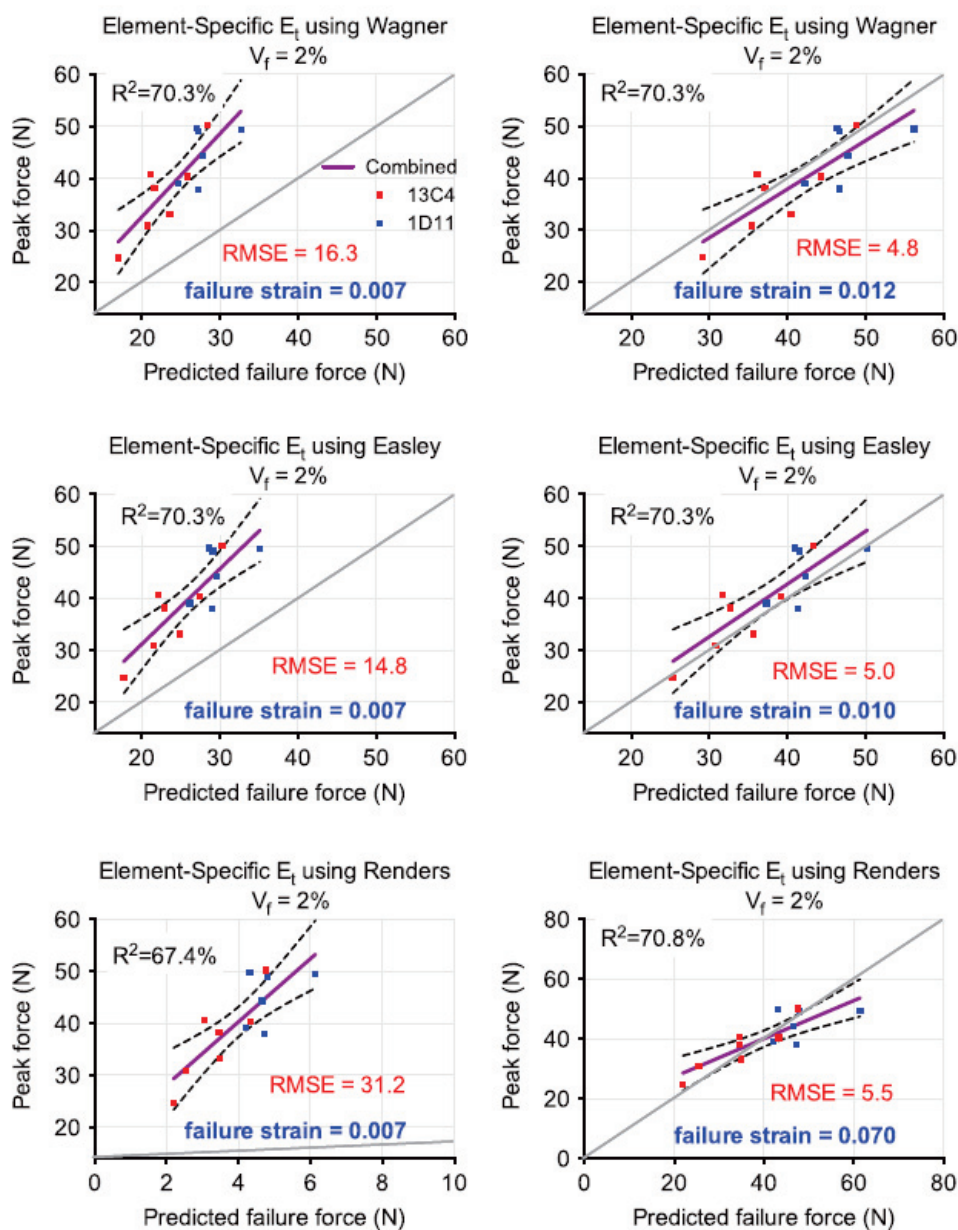 Element-Specific Et using Wagner
Vf = 2%
R²=70.3%
Combined
13C4
1D11
RMSE = 16.3
failure strain = 0.007
60
50
40
30
20
Peak force (N)
20 30 40 50 60
Predicted failure force (N)
Element-Specific Et using Wagner
Vf = 2%
R²=70.3%
RMSE = 4.8
failure strain = 0.012
60
50
40
30
20
Peak force (N)
20 30 40 50 60
Predicted failure force (N)
Element-Specific Et using Easley
Vf = 2%
R²=70.3%
RMSE = 14.8
failure strain = 0.007
60
50
40
30
20
Peak force (N)
20 30 40 50 60
Predicted failure force (N)
Element-Specific Et using Easley
Vf = 2%
R²=70.3%
RMSE = 5.0
failure strain = 0.010
60
50
40
30
20
Peak force (N)
20 30 40 50 60
Predicted failure force (N)
Element-Specific Et using Renders
Vf = 2%
R²=67.4%
RMSE = 31.2
failure strain = 0.007
60
50
40
30
20
Peak force (N)
0 2 4 6 8 10
Predicted failure force (N)
Element-Specific Et using Renders
Vf = 2%
R²=70.8%
RMSE = 5.5
failure strain = 0.070
80
60
40
20
0
Peak force (N)
0 20 40 60 80
Predicted failure force (N)